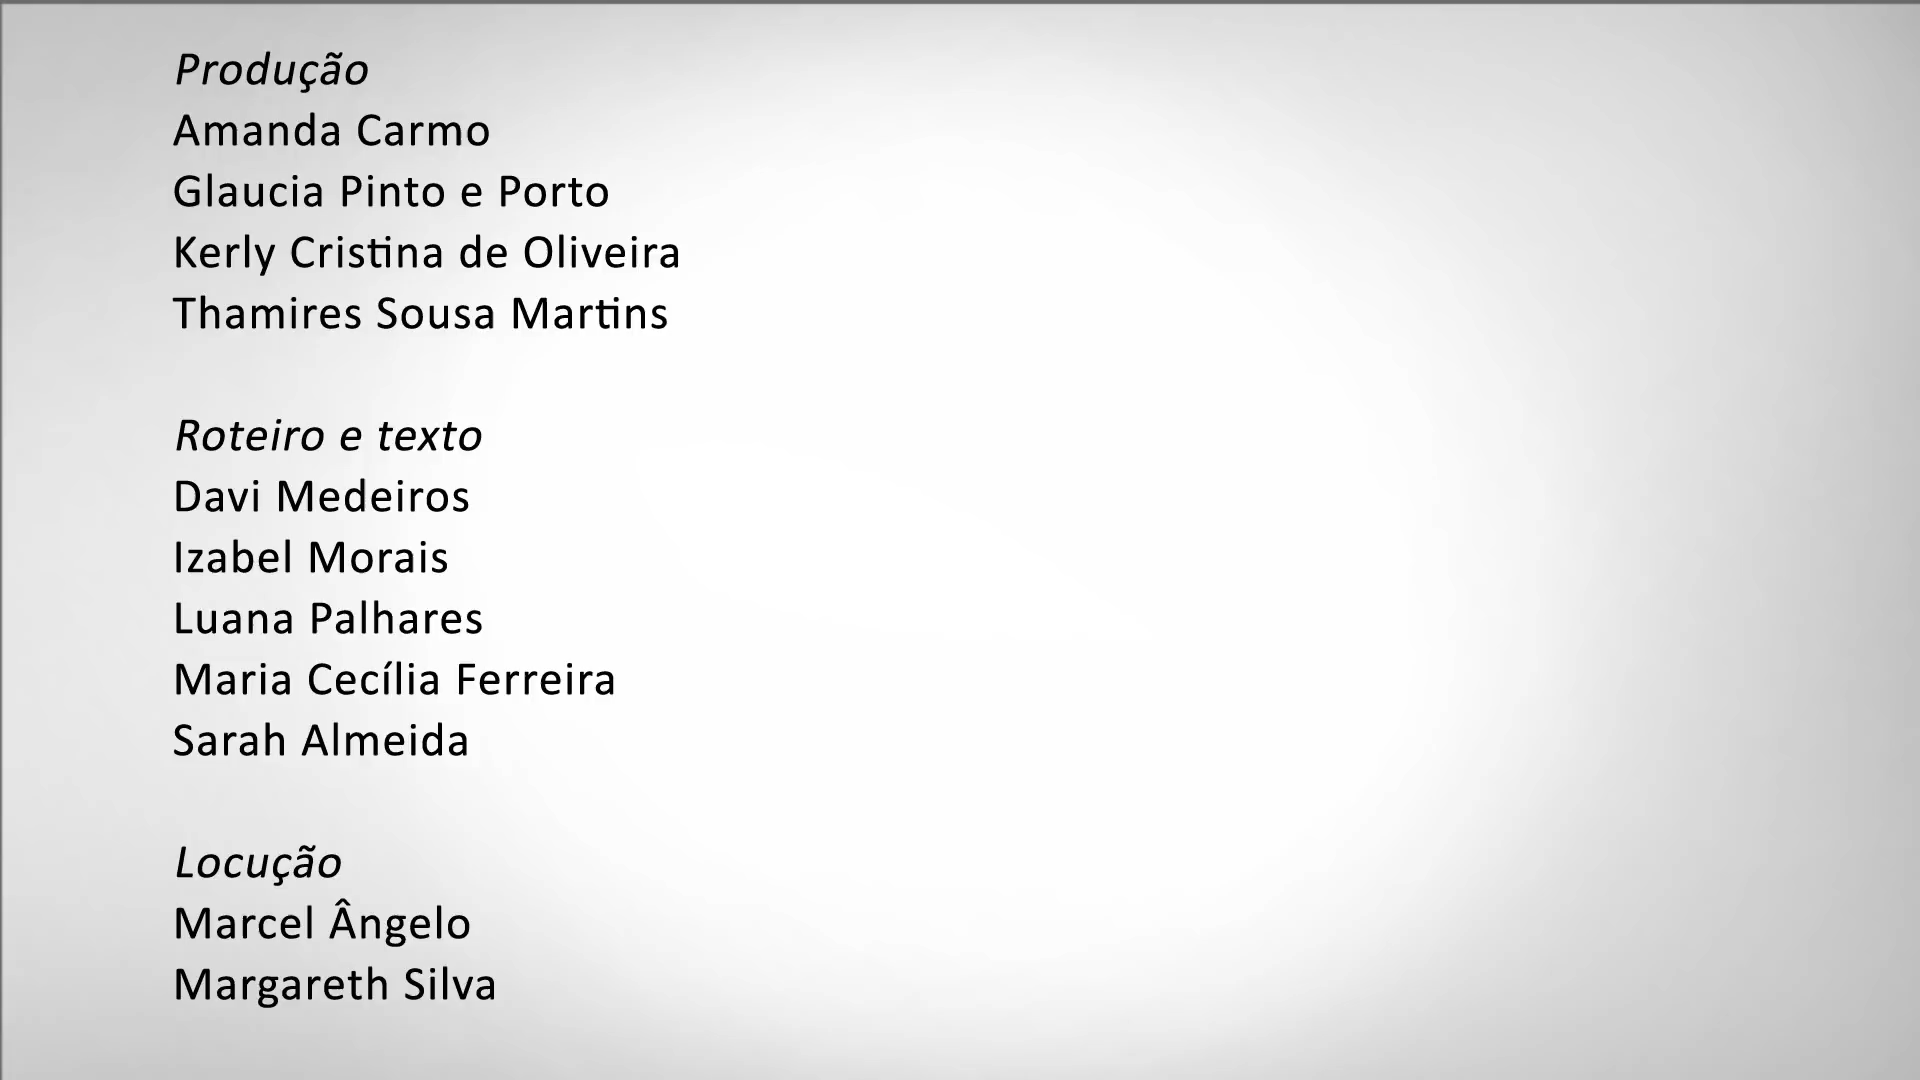 Produção
Amanda Carmo
Glaucia Pinto e Porto
Kerly Cristina de Oliveira
Thamires Sousa Martins
Roteiro e texto
Davi Medeiros
Izabel Morais
Luana Palhares
Maria Cecília Ferreira
Sarah Almeida
Locução
Marcel Ângelo
Margareth Silva